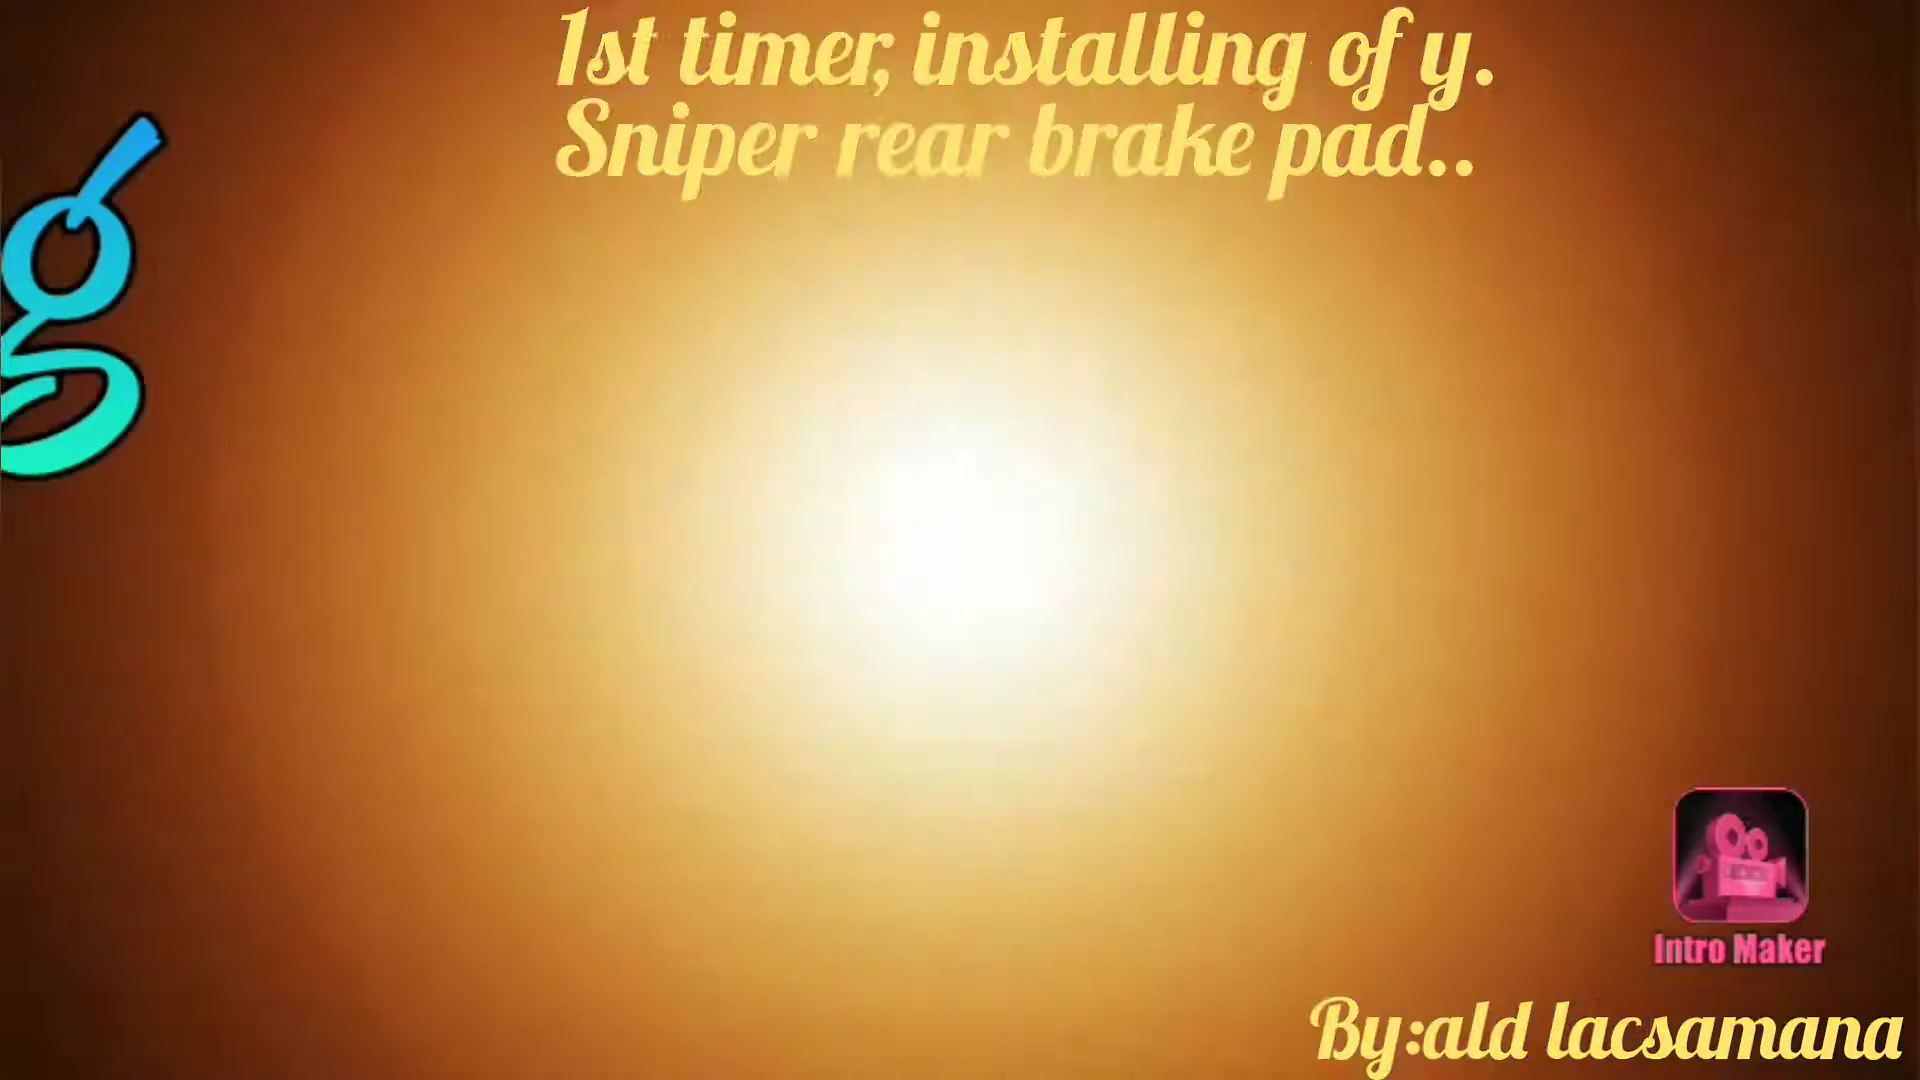 1st timer, installing of y.
Sniper rear brake pad..
g
Intro Maker
By:ald lacsamana